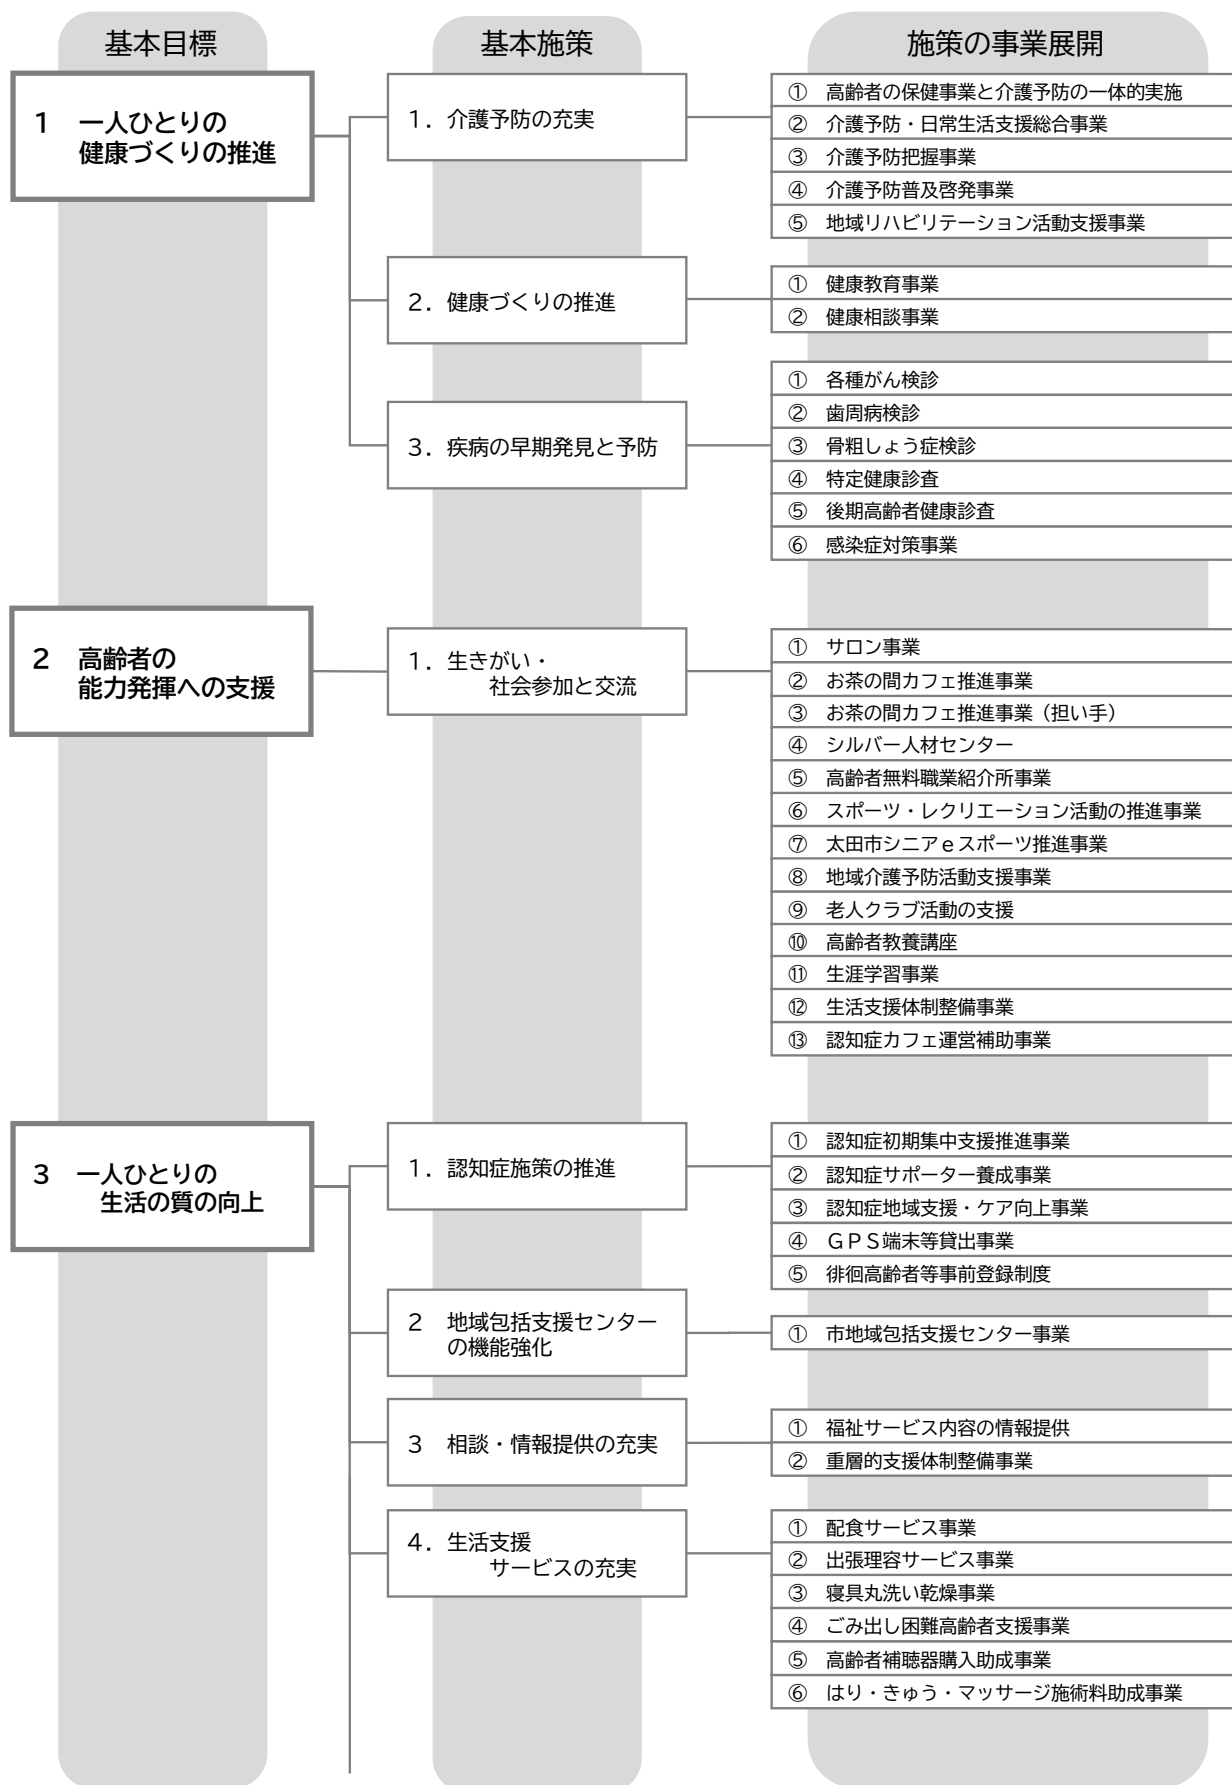 基本目標
基本施策
施策の事業展開
1 一人ひとりの
健康づくりの推進
1．介護予防の充実
① 高齢者の保健事業と介護予防の一体的実施
② 介護予防・日常生活支援総合事業
③ 介護予防把握事業
④ 介護予防普及啓発事業
⑤ 地域リハビリテーション活動支援事業
2．健康づくりの推進
① 健康教育事業
② 健康相談事業
3．疾病の早期発見と予防
① 各種がん検診
② 歯周病検診
③ 骨粗しょう症検診
④ 特定健康診査
⑤ 後期高齢者健康診査
⑥ 感染症対策事業
2 高齢者の
能力発揮への支援
1．生きがい・
社会参加と交流
① サロン事業
② お茶の間カフェ推進事業
③ お茶の間カフェ推進事業（担い手）
④ シルバー人材センター
⑤ 高齢者無料職業紹介所事業
⑥ スポーツ・レクリエーション活動の推進事業
⑦ 太田市シニアｅスポーツ推進事業
⑧ 地域介護予防活動支援事業
⑨ 老人クラブ活動の支援
⑩ 高齢者教養講座
⑪ 生涯学習事業
⑫ 生活支援体制整備事業
⑬ 認知症カフェ運営補助事業
3 一人ひとりの
生活の質の向上
1．認知症施策の推進
① 認知症初期集中支援推進事業
② 認知症サポーター養成事業
③ 認知症地域支援・ケア向上事業
④ ＧＰＳ端末等貸出事業
⑤ 徘徊高齢者等事前登録制度
2 地域包括支援センター
の機能強化
① 市地域包括支援センター事業
3 相談・情報提供の充実
① 福祉サービス内容の情報提供
② 重層的支援体制整備事業
4．生活支援
サービスの充実
① 配食サービス事業
② 出張理容サービス事業
③ 寝具丸洗い乾燥事業
④ ごみ出し困難高齢者支援事業
⑤ 高齢者補聴器購入助成事業
⑥ はり・きゅう・マッサージ施術料助成事業